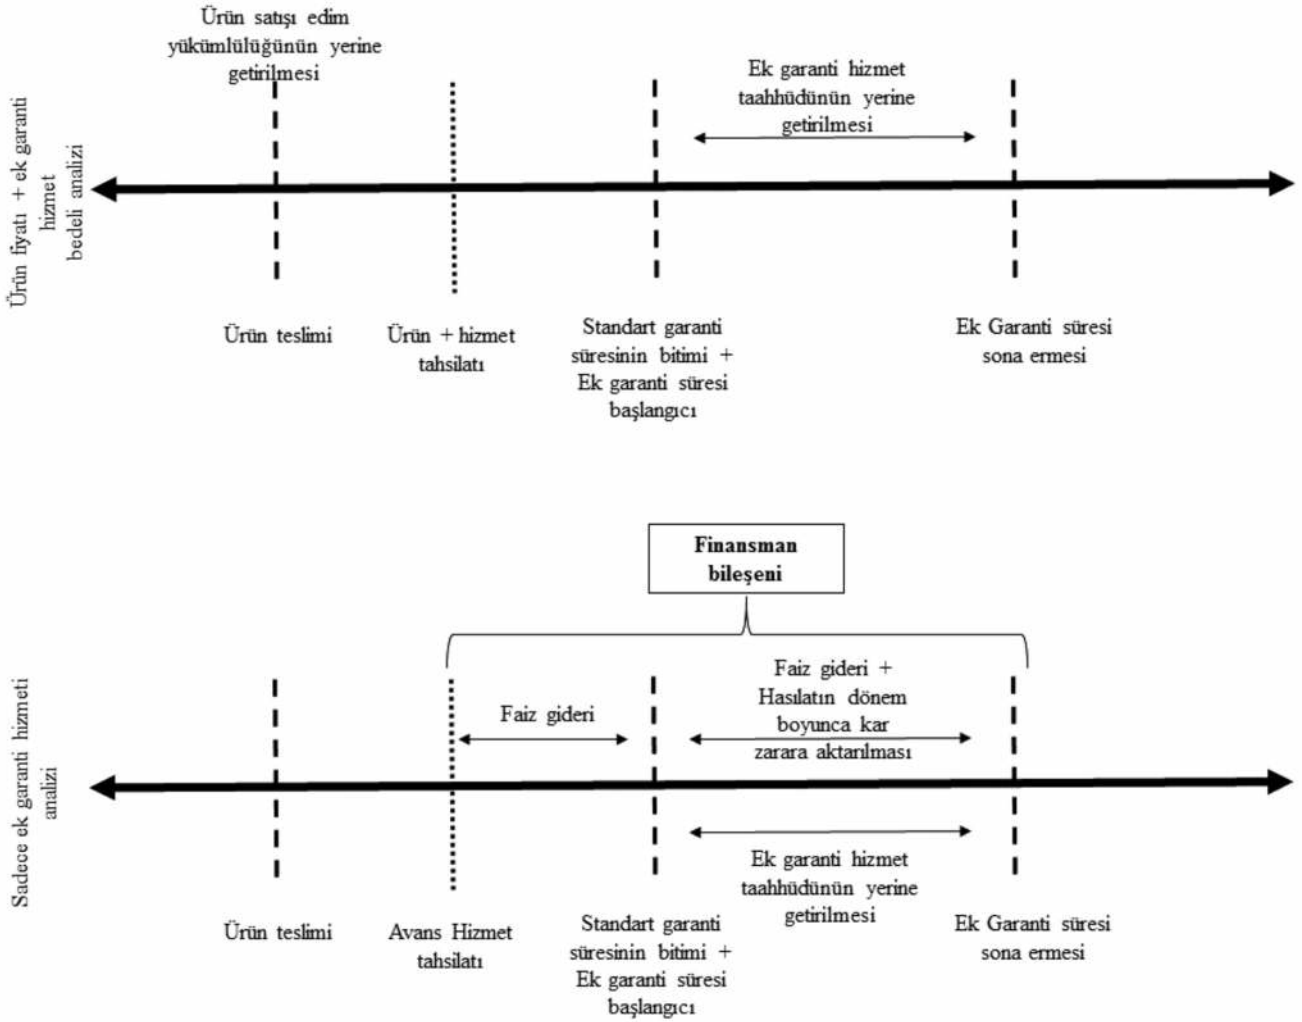 Ürün satışı edim
yükümlülüğünün yerine
getirilmesi
Ek garanti hizmet
taahhüdünün yerine
getirilmesi
Ürün fiyatı + ek garanti
hizmet
bedeli analizi
Ürün teslimi
Ürün + hizmet
tahsilatı
Standart garanti
süresinin bitimi +
Ek garanti süresi
başlangıcı
Ek Garanti süresi
sona ermesi
Finansman
bileşeni
Sadece ek garanti hizmeti
analizi
Faiz gideri
Faiz gideri +
Hasılatın dönem
boyunca kar
zarara aktarılması
Ek garanti hizmet
taahhüdünün yerine
getirilmesi
Ürün teslimi
Avans Hizmet
tahsilatı
Standart garanti
süresinin bitimi +
Ek garanti süresi
başlangıcı
Ek Garanti süresi
sona ermesi